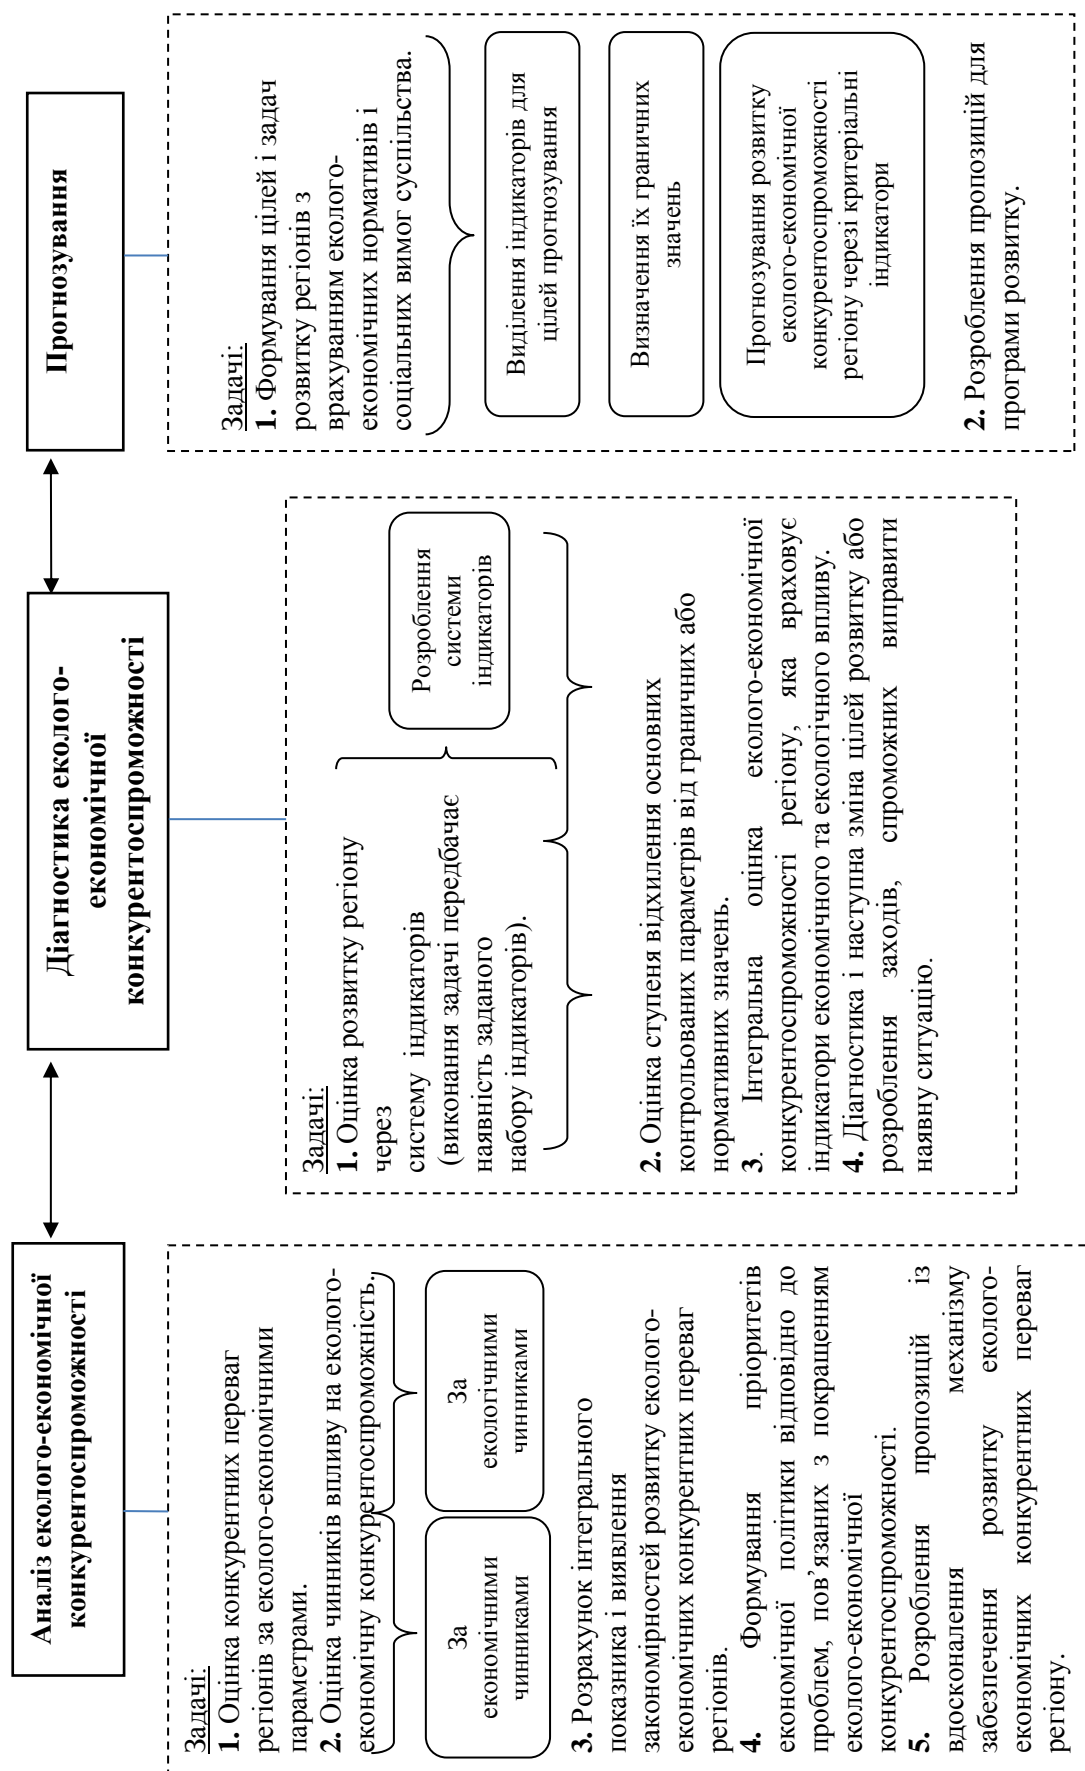 Аналіз еколого-економічної
конкурентоспроможності
Задачі:
1. Оцінка конкурентних переваг
регіонів за еколого-економічними
параметрами.
2. Оцінка чинників впливу на еколого-
економічну конкурентоспроможність.
За
економічними
чинниками
За
екологічними
чинниками
3. Розрахунок інтегрального
показника і виявлення
закономірностей розвитку еколого-
економічних конкурентних переваг
регіонів.
4. Формування пріоритетів
економічної політики відповідно до
проблем, пов’язаних з покращенням
еколого-економічної
конкурентоспроможності.
5. Розроблення пропозицій із
вдосконалення механізму
забезпечення розвитку еколого-
економічних конкурентних переваг
регіону.
Діагностика еколого-
економічної
конкурентоспроможності
Задачі:
1. Оцінка розвитку регіону
через
систему індикаторів
(виконання задачі передбачає
наявність заданого
набору індикаторів).
Розроблення
системи
індикаторів
2. Оцінка ступеня відхилення основних
контрольованих параметрів від граничних або
нормативних значень.
3. Інтегральна оцінка еколого-економічної
конкурентоспроможності регіону, яка враховує
індикатори економічного та екологічного впливу.
4. Діагностика і наступна зміна цілей розвитку або
розроблення заходів, спроможних виправити
наявну ситуацію.
Прогнозування
Задачі:
1. Формування цілей і задач
розвитку регіонів з
врахуванням еколого-
економічних нормативів і
соціальних вимог суспільства.
Виділення індикаторів для
цілей прогнозування
Визначення їх граничних
значень
Прогнозування розвитку
еколого-економічної
конкурентоспроможності
регіону черезі критеріальні
індикатори
2. Розроблення пропозицій для
програми розвитку.